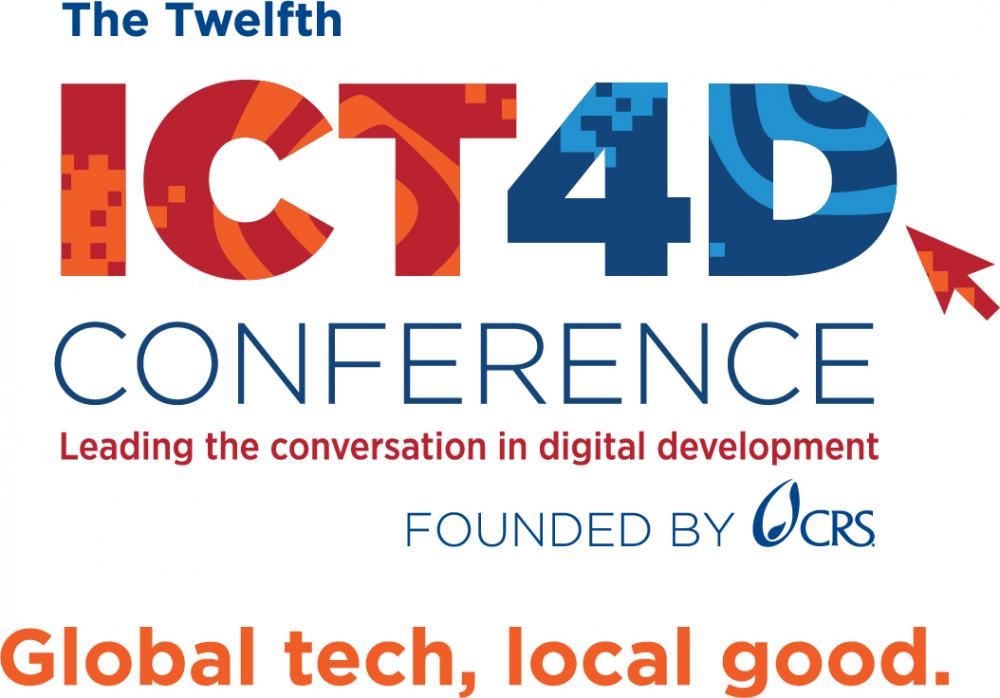 The Twelfth
ICT4D
CONFERENCE
Leading the conversation in digital development
FOUNDED BY CRS
Global tech, local good.